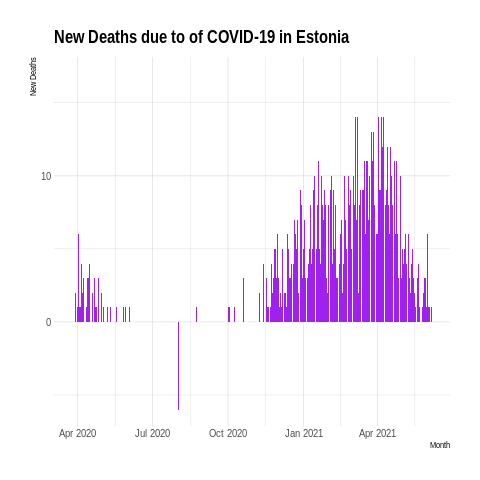 New Deaths due to of COVID-19 in Estonia
New Deaths
10
0
Apr 2020 Jul 2020 Oct 2020 Jan 2021 Apr 2021
Month